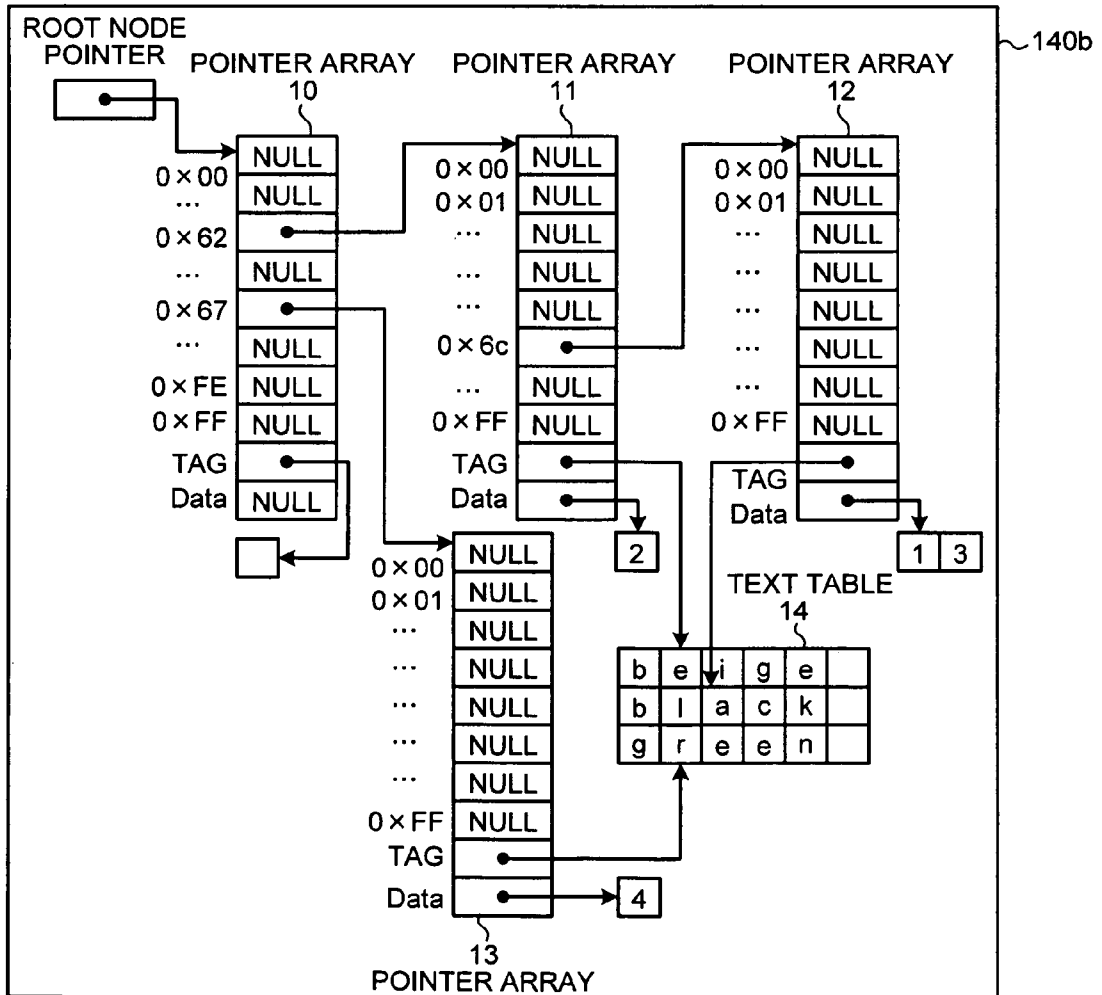 ROOT NODE
POINTER
140b
POINTER ARRAY
10
POINTER ARRAY
11
POINTER ARRAY
12
0×00 NULL
... NULL
0×62
... NULL
0×67
... NULL
0×FE NULL
0×FF NULL
TAG
Data NULL
0×00 NULL
0×01 NULL
... NULL
... NULL
... NULL
0×6c
... NULL
0×FF NULL
TAG
Data
2
0×00 NULL
0×01 NULL
... NULL
... NULL
... NULL
... NULL
... NULL
0×FF NULL
TAG
Data
1 3
0×00 NULL
0×01 NULL
... NULL
... NULL
... NULL
... NULL
... NULL
0×FF NULL
TAG
Data
4
13
POINTER ARRAY
TEXT TABLE
14
b e i g e
b l a c k
g r e e n